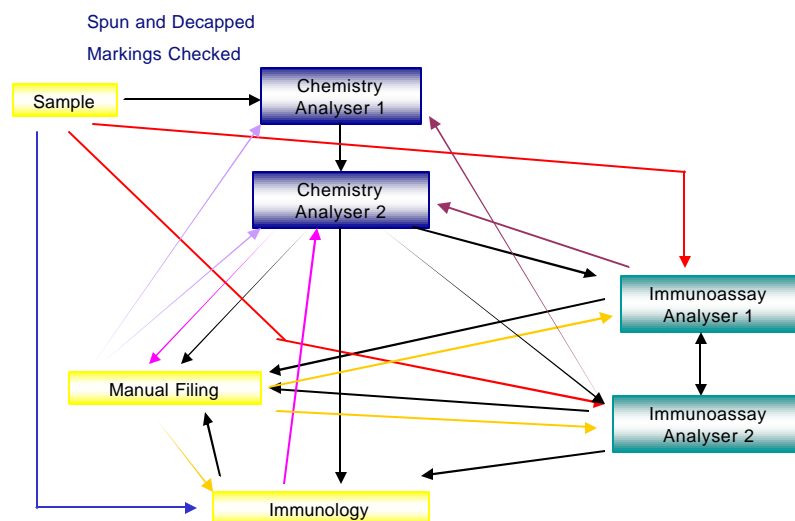 Spun and Decapped
Markings Checked
Sample
Chemistry
Analyser 1
Chemistry
Analyser 2
Immunoassay
Analyser 1
Manual Filing
Immunoassay
Analyser 2
Immunology